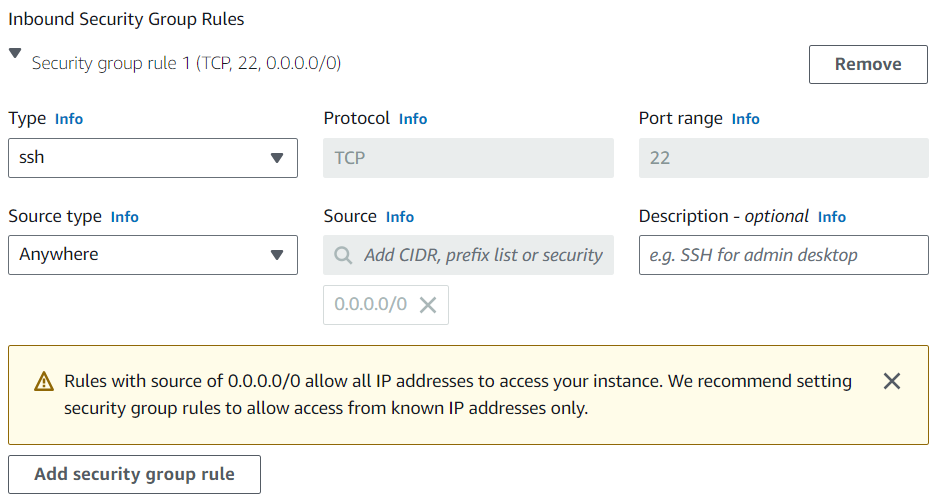 Inbound Security Group Rules
Security group rule 1 (TCP, 22, 0.0.0.0/0)
Remove
Type Info
Protocol Info
Port range Info
ssh
TCP
22
Source type Info
Source Info
Description - optional Info
Anywhere
Add CIDR, prefix list or security
e.g. SSH for admin desktop
0.0.0.0/0
Rules with source of 0.0.0.0/0 allow all IP addresses to access your instance. We recommend setting
security group rules to allow access from known IP addresses only.
Add security group rule